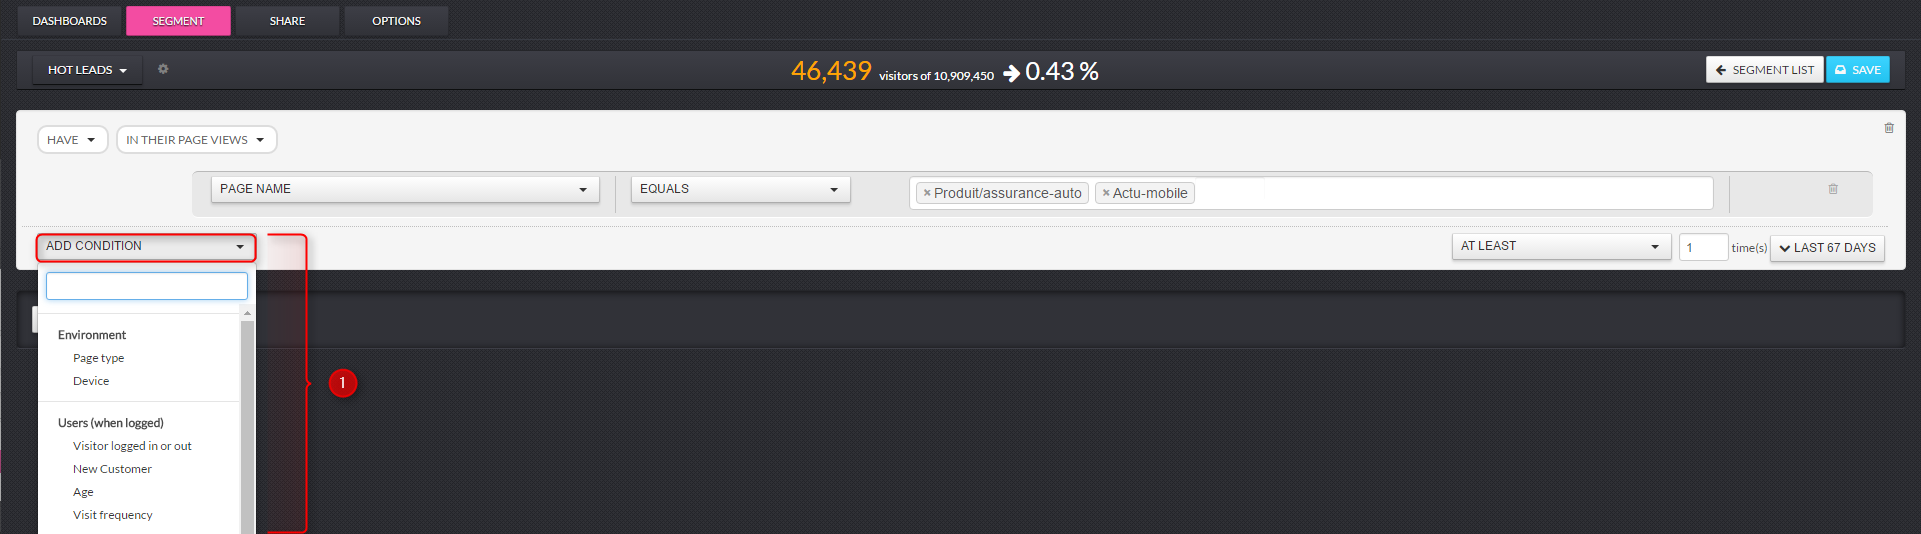 DASHBOARDS SEGMENT SHARE OPTIONS
HOT LEADS 46,439 visitors of 10,909,450 0.43 % SEGMENT LIST SAVE
HAVE IN THEIR PAGE VIEWS
PAGE NAME EQUALS × Produit/assurance-auto × Actu-mobile
ADD CONDITION AT LEAST 1 time(s) LAST 67 DAYS
Environment
Page type
Device
1
Users (when logged)
Visitor logged in or out
New Customer
Age
Visit frequency